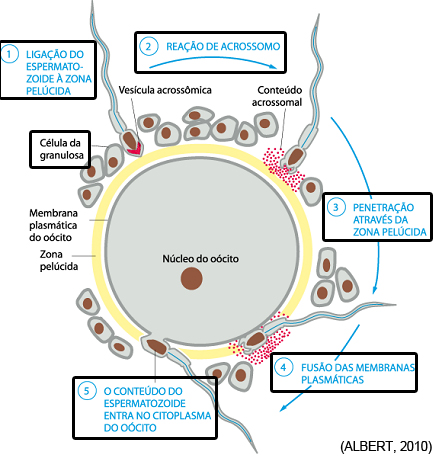 1 LIGAÇÃO DO
ESPERMATO-
ZOIDE À ZONA
PELÚCIDA
2 REAÇÃO DE ACROSSOMO
Vesícula acrossômica
Conteúdo
acrossomal
Célula da
granulosa
3 PENETRAÇÃO
ATRAVÉS DA
ZONA PELÚCIDA
Membrana
plasmática
do oócito
Zona
pelúcida
Núcleo do oócito
4 FUSÃO DAS MEMBRANAS
PLASMÁTICAS
5 O CONTEÚDO DO
ESPERMATOZOIDE
ENTRA NO CITOPLASMA
DO OÓCITO
(ALBERT, 2010)